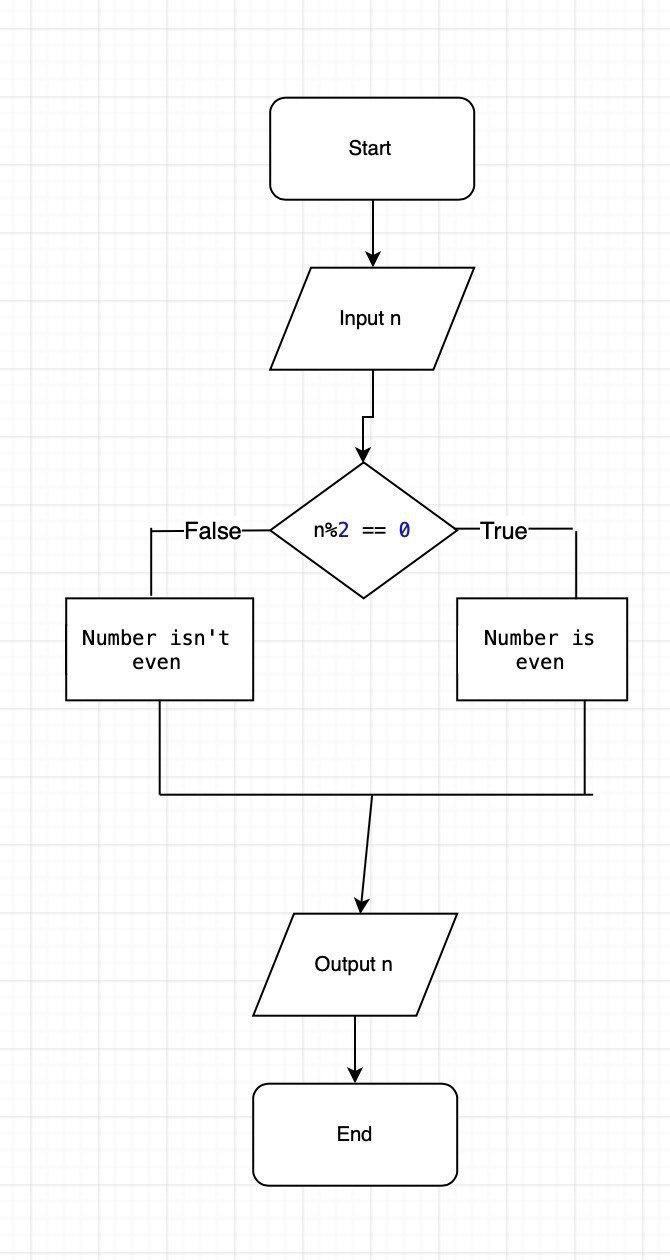 Start
Input n
n%2 == 0
False
True
Number isn't
even
Number is
even
Output n
End